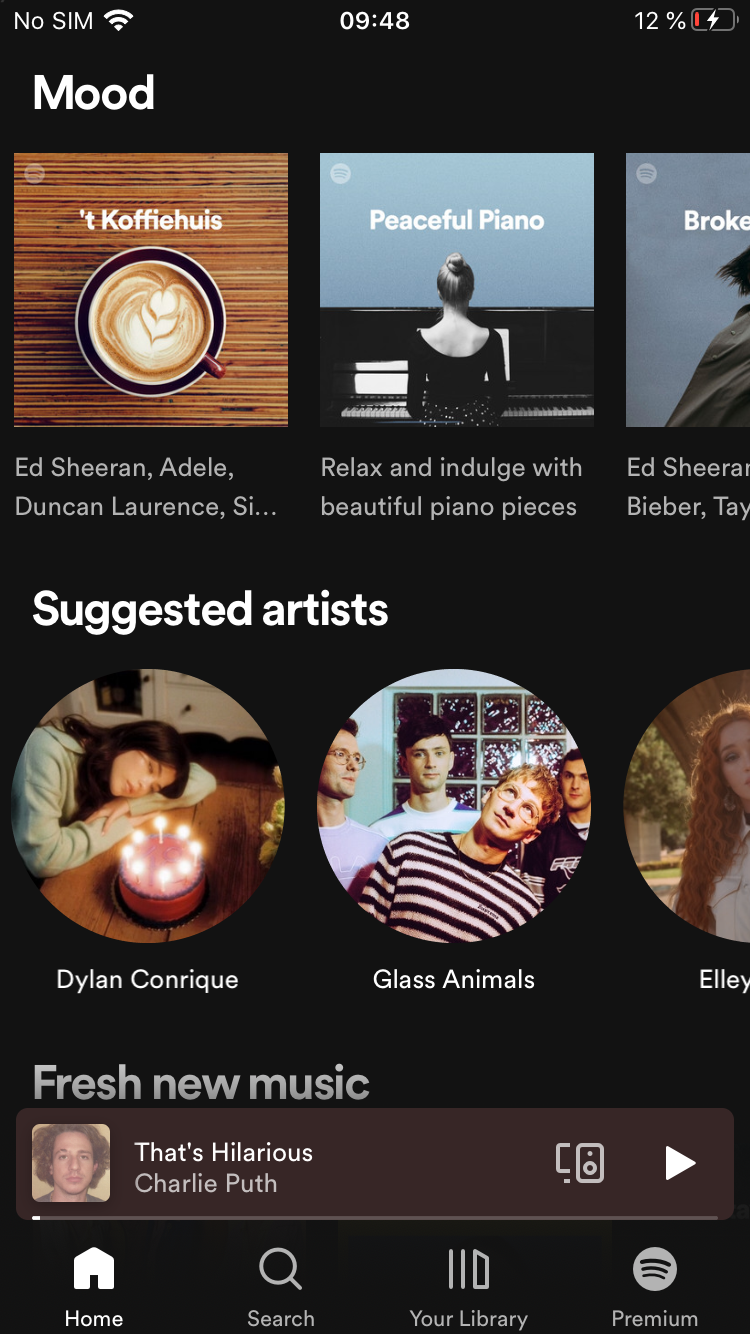 No SIM 09:48 12 %
Mood
't Koffiehuis
Peaceful Piano
Broke
Ed Sheeran, Adele,
Duncan Laurence, Si...
Relax and indulge with
beautiful piano pieces
Ed Sheeran
Bieber, Tay
Suggested artists
Dylan Conrique
Glass Animals
Elley
Fresh new music
That's Hilarious
Charlie Puth
Home
Search
Your Library
Premium